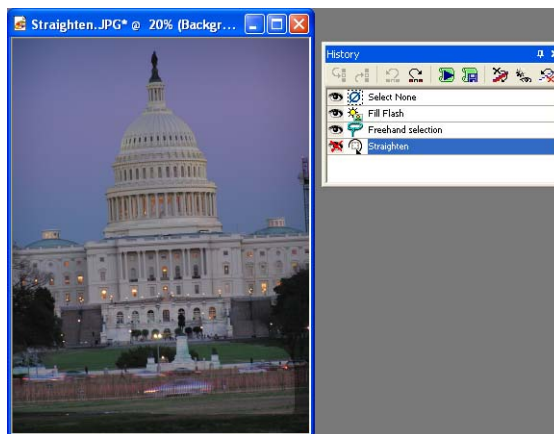 Straighten.JPG* @ 20% (Backgr...
History
Select None
Fill Flash
Freehand selection
Straighten